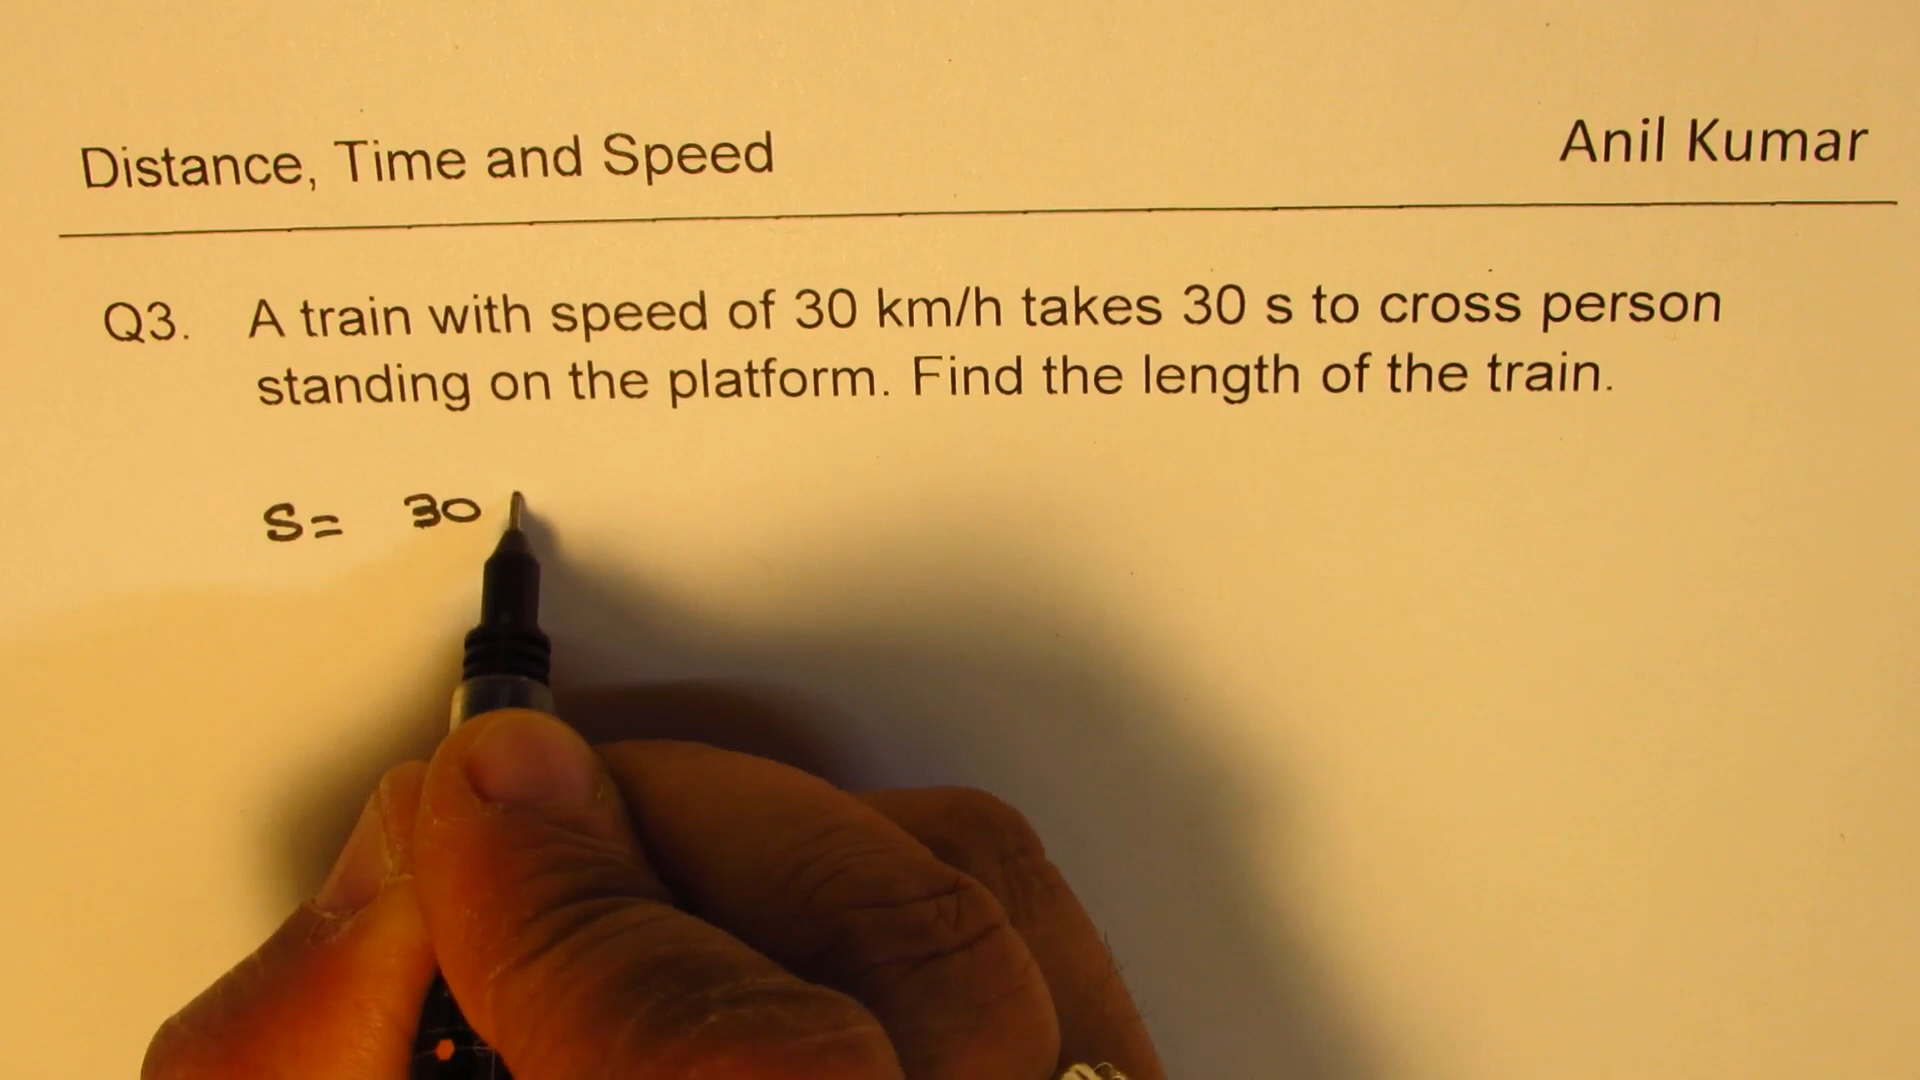 Distance, Time and Speed
Anil Kumar
Q3. A train with speed of 30 km/h takes 30 s to cross person
standing on the platform. Find the length of the train.
S= 30